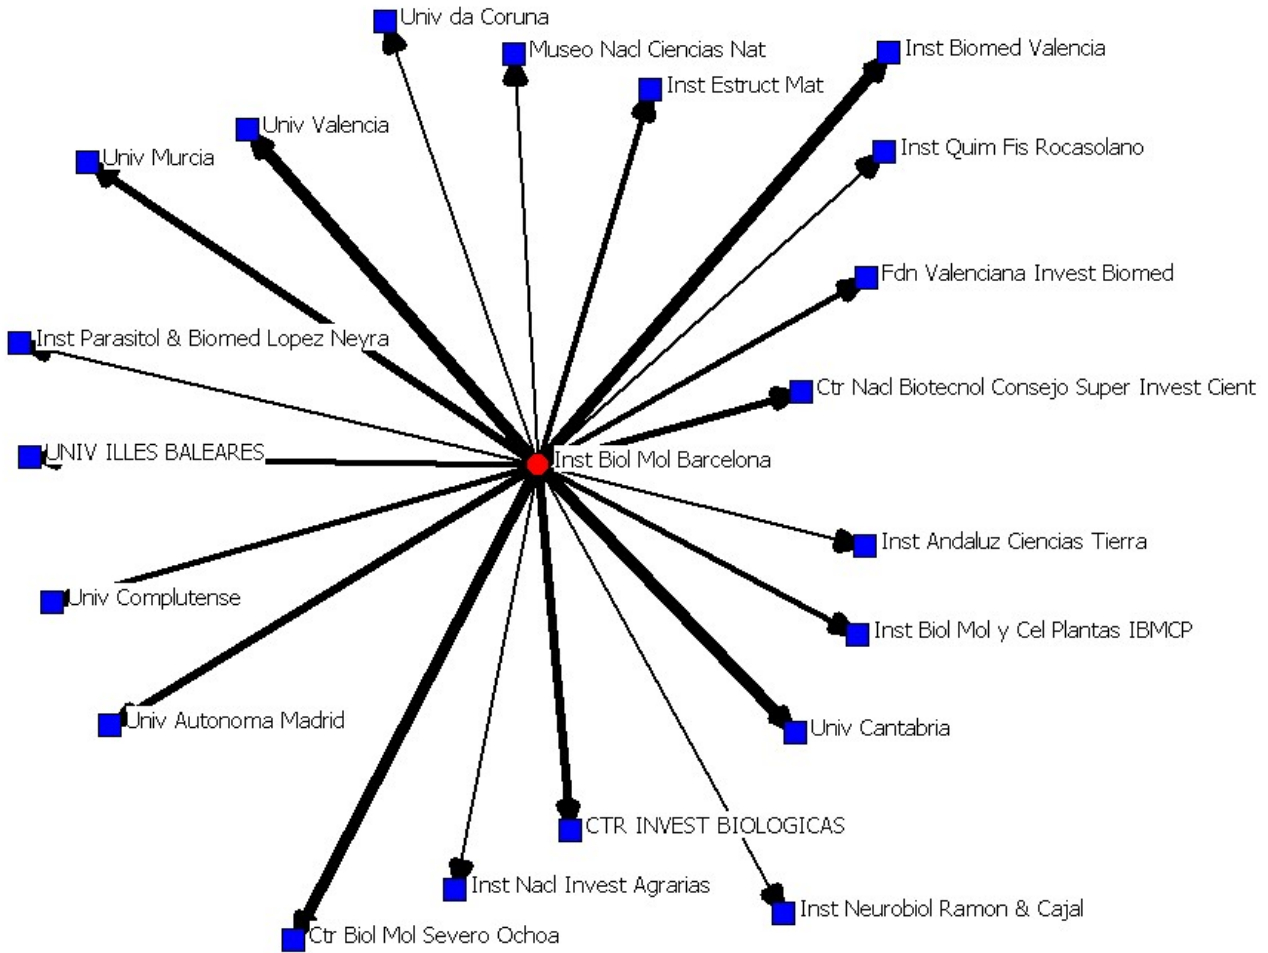 Univ da Coruna
Museo Nacl Ciencias Nat
Inst Biomed Valencia
Inst Estruct Mat
Univ Valencia
Inst Quim Fis Rocasolano
Univ Murcia
Fdn Valenciana Invest Biomed
Inst Parasitol & Biomed Lopez Neyra
Ctr Nacl Biotecnol Consejo Super Invest Cient
UNIV ILLES BALEARES
Inst Biol Mol Barcelona
Inst Andaluz Ciencias Tierra
Univ Complutense
Inst Biol Mol y Cel Plantas IBMCP
Univ Autonoma Madrid
Univ Cantabria
CTR INVEST BIOLOGICAS
Inst Nacl Invest Agrarias
Inst Neurobiol Ramon & Cajal
Ctr Biol Mol Severo Ochoa